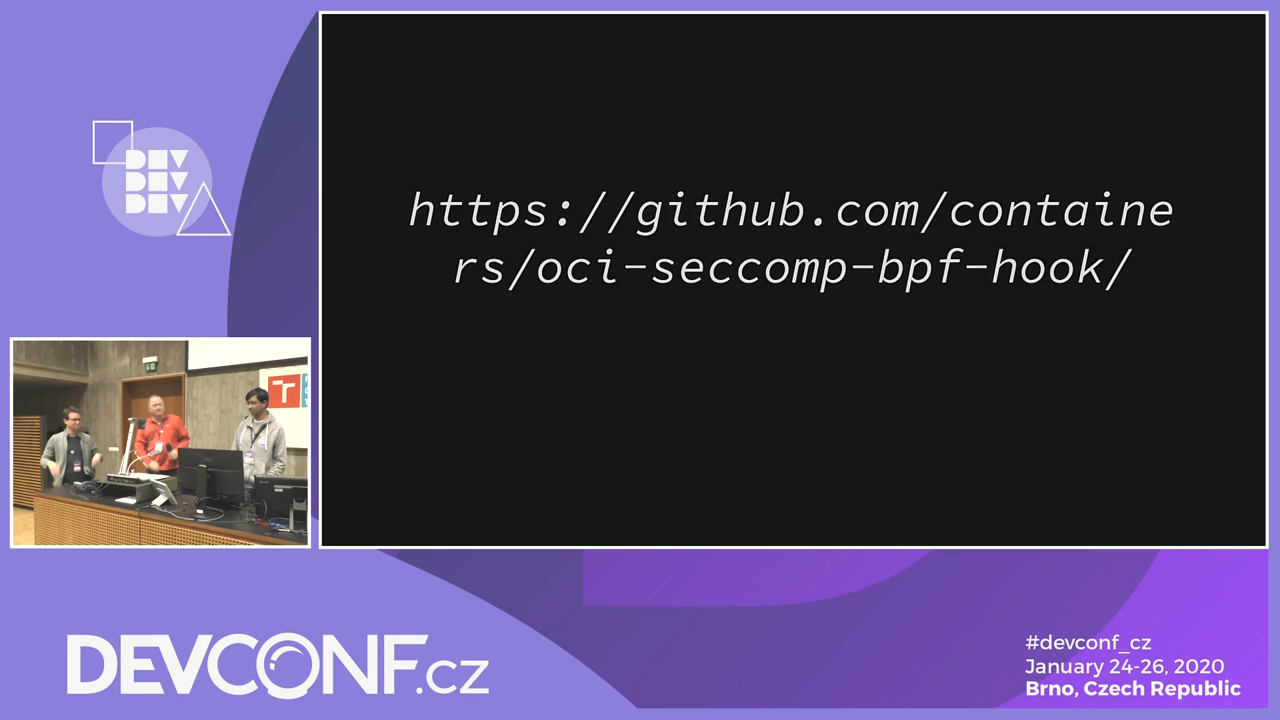 https://github.com/containe
rs/oci-seccomp-bpf-hook/
DEV
DEV
DEV
T
DEVCONF.cz
#devconf_cz
January 24-26, 2020
Brno, Czech Republic